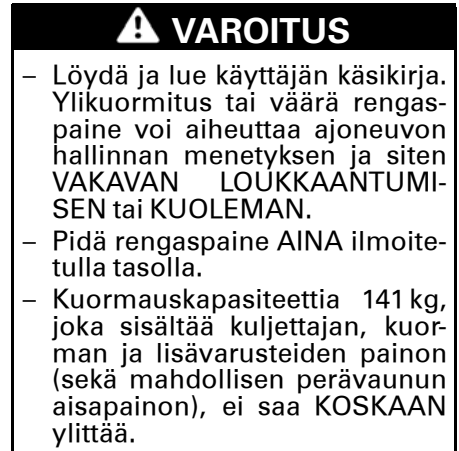 VAROITUS
– Löydä ja lue käyttäjän käsikirja.
Ylikuormitus tai väärä rengas-
paine voi aiheuttaa ajoneuvon
hallinnan menetyksen ja siten
VAKAVAN LOUKKAANTUMI-
SEN tai KUOLEMAN.
– Pidä rengaspaine AINA ilmoite-
tulla tasolla.
– Kuormauskapasiteettia 141 kg,
joka sisältää kuljettajan, kuor-
man ja lisävarusteiden painon
(sekä mahdollisen perävaunun
aisapainon), ei saa KOSKAAN
ylittää.